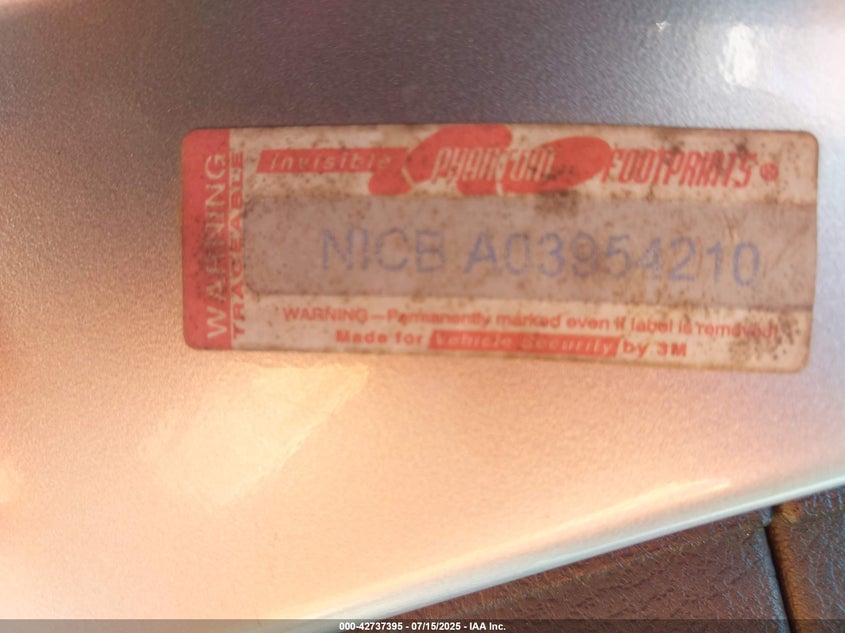 WARNING
TRACEABLE
invisible PHANTOM FOOTPRINTS®
NICB A03954210
WARNING—Permanently marked even if label is removed!
Made for Vehicle Security by 3M
000-42737395 - 07/15/2025 - IAA Inc.